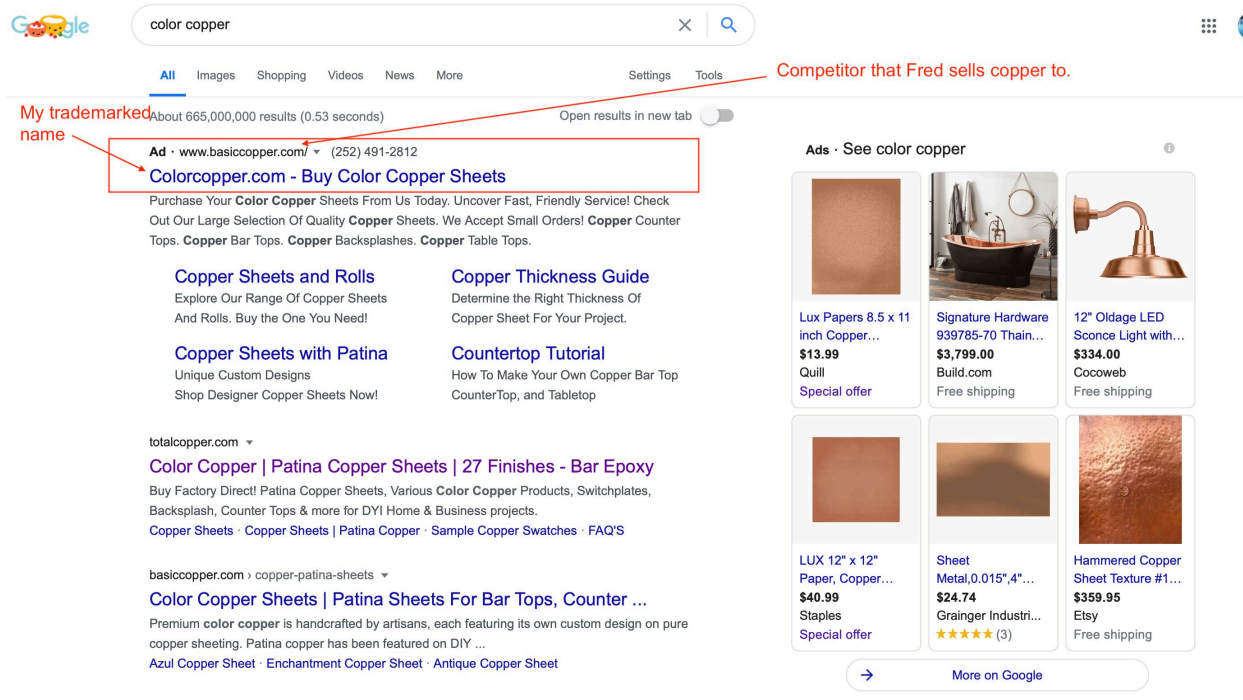 Google
color copper
All Images Shopping Videos News More Settings Tools
Competitor that Fred sells copper to.
My trademarked
name
About 665,000,000 results (0.53 seconds)
Open results in new tab
Ad · www.basiccopper.com/ (252) 491-2812
Colorcopper.com - Buy Color Copper Sheets
Purchase Your Color Copper Sheets From Us Today. Uncover Fast, Friendly Service! Check
Out Our Large Selection Of Quality Copper Sheets. We Accept Small Orders! Copper Counter
Tops. Copper Bar Tops. Copper Backsplashes. Copper Table Tops.
Copper Sheets and Rolls
Explore Our Range Of Copper Sheets
And Rolls. Buy the One You Need!
Copper Thickness Guide
Determine the Right Thickness Of
Copper Sheet For Your Project.
Copper Sheets with Patina
Unique Custom Designs
Shop Designer Copper Sheets Now!
Countertop Tutorial
How To Make Your Own Copper Bar Top
CounterTop, and Tabletop
totalcopper.com
Color Copper | Patina Copper Sheets | 27 Finishes - Bar Epoxy
Buy Factory Direct! Patina Copper Sheets, Various Color Copper Products, Switchplates,
Backsplash, Counter Tops & more for DYI Home & Business projects.
Copper Sheets · Copper Sheets | Patina Copper · Sample Copper Swatches · FAQ'S
basiccopper.com › copper-patina-sheets
Color Copper Sheets | Patina Sheets For Bar Tops, Counter ...
Premium color copper is handcrafted by artisans, each featuring its own custom design on pure
copper sheeting. Patina copper has been featured on DIY ...
Azul Copper Sheet · Enchantment Copper Sheet · Antique Copper Sheet
Ads · See color copper
Lux Papers 8.5 x 11
inch Copper…
$13.99
Quill
Special offer
Signature Hardware
939785-70 Thain…
$3,799.00
Build.com
Free shipping
12" Oldage LED
Sconce Light with…
$334.00
Cocoweb
Free shipping
LUX 12" x 12"
Paper, Copper…
$40.99
Staples
Special offer
Sheet
Metal,0.015",4"…
$24.74
Grainger Industri…
★★★★★ (3)
Hammered Copper
Sheet Texture #1…
$359.95
Etsy
Free shipping
More on Google